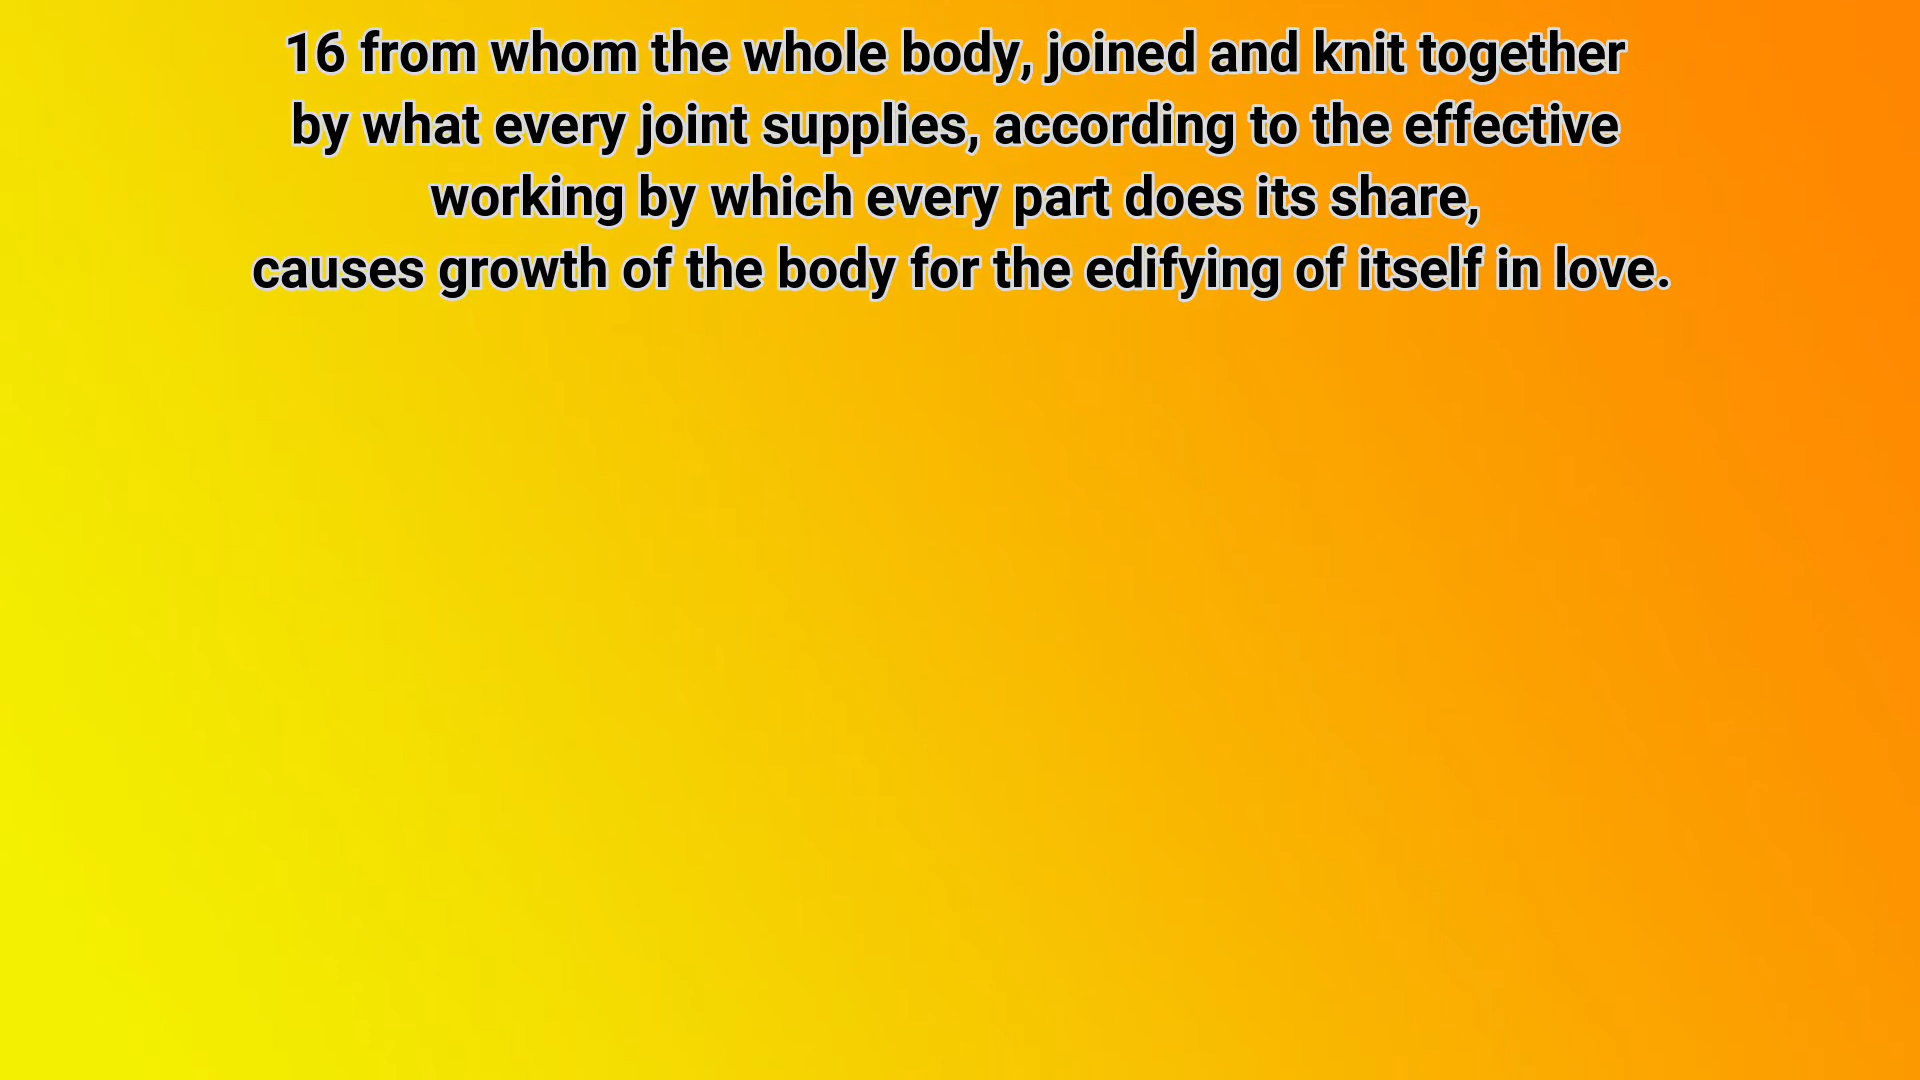 16 from whom the whole body, joined and knit together
by what every joint supplies, according to the effective
working by which every part does its share,
causes growth of the body for the edifying of itself in love.